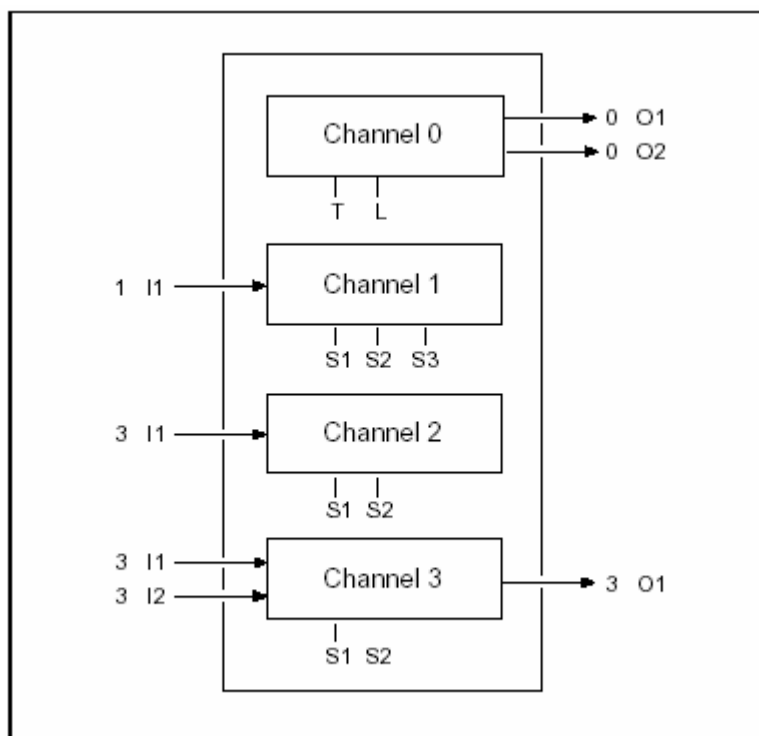 Channel 0
0 O1
0 O2
T L
1 I1
Channel 1
S1 S2 S3
3 I1
Channel 2
S1 S2
3 I1
3 I2
Channel 3
3 O1
S1 S2